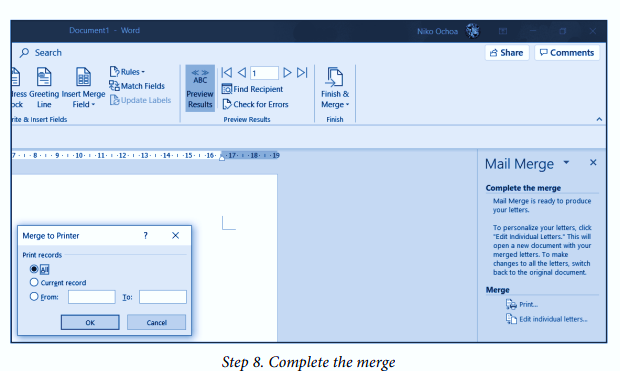 Document1 - Word
Niko Ochoa
Search
Share
Comments
ress
ock
Greeting
Line
Insert Merge
Field
Rules
Match Fields
Update Labels
rite & Insert Fields
ABC
Preview
Results
1
Find Recipient
Check for Errors
Preview Results
Finish &
Merge
Finish
7 · 8 · 9 · 10 · 11 · 12 · 13 · 14 · 15 · 16 · 17 · 18 · 19
Mail Merge
Complete the merge
Mail Merge is ready to produce
your letters.
To personalize your letters, click
"Edit Individual Letters." This will
open a new document with your
merged letters. To make
changes to all the letters, switch
back to the original document.
Merge
Print...
Edit individual letters...
Merge to Printer ? ×
Print records
All
Current record
From: To:
OK Cancel
Step 8. Complete the merge